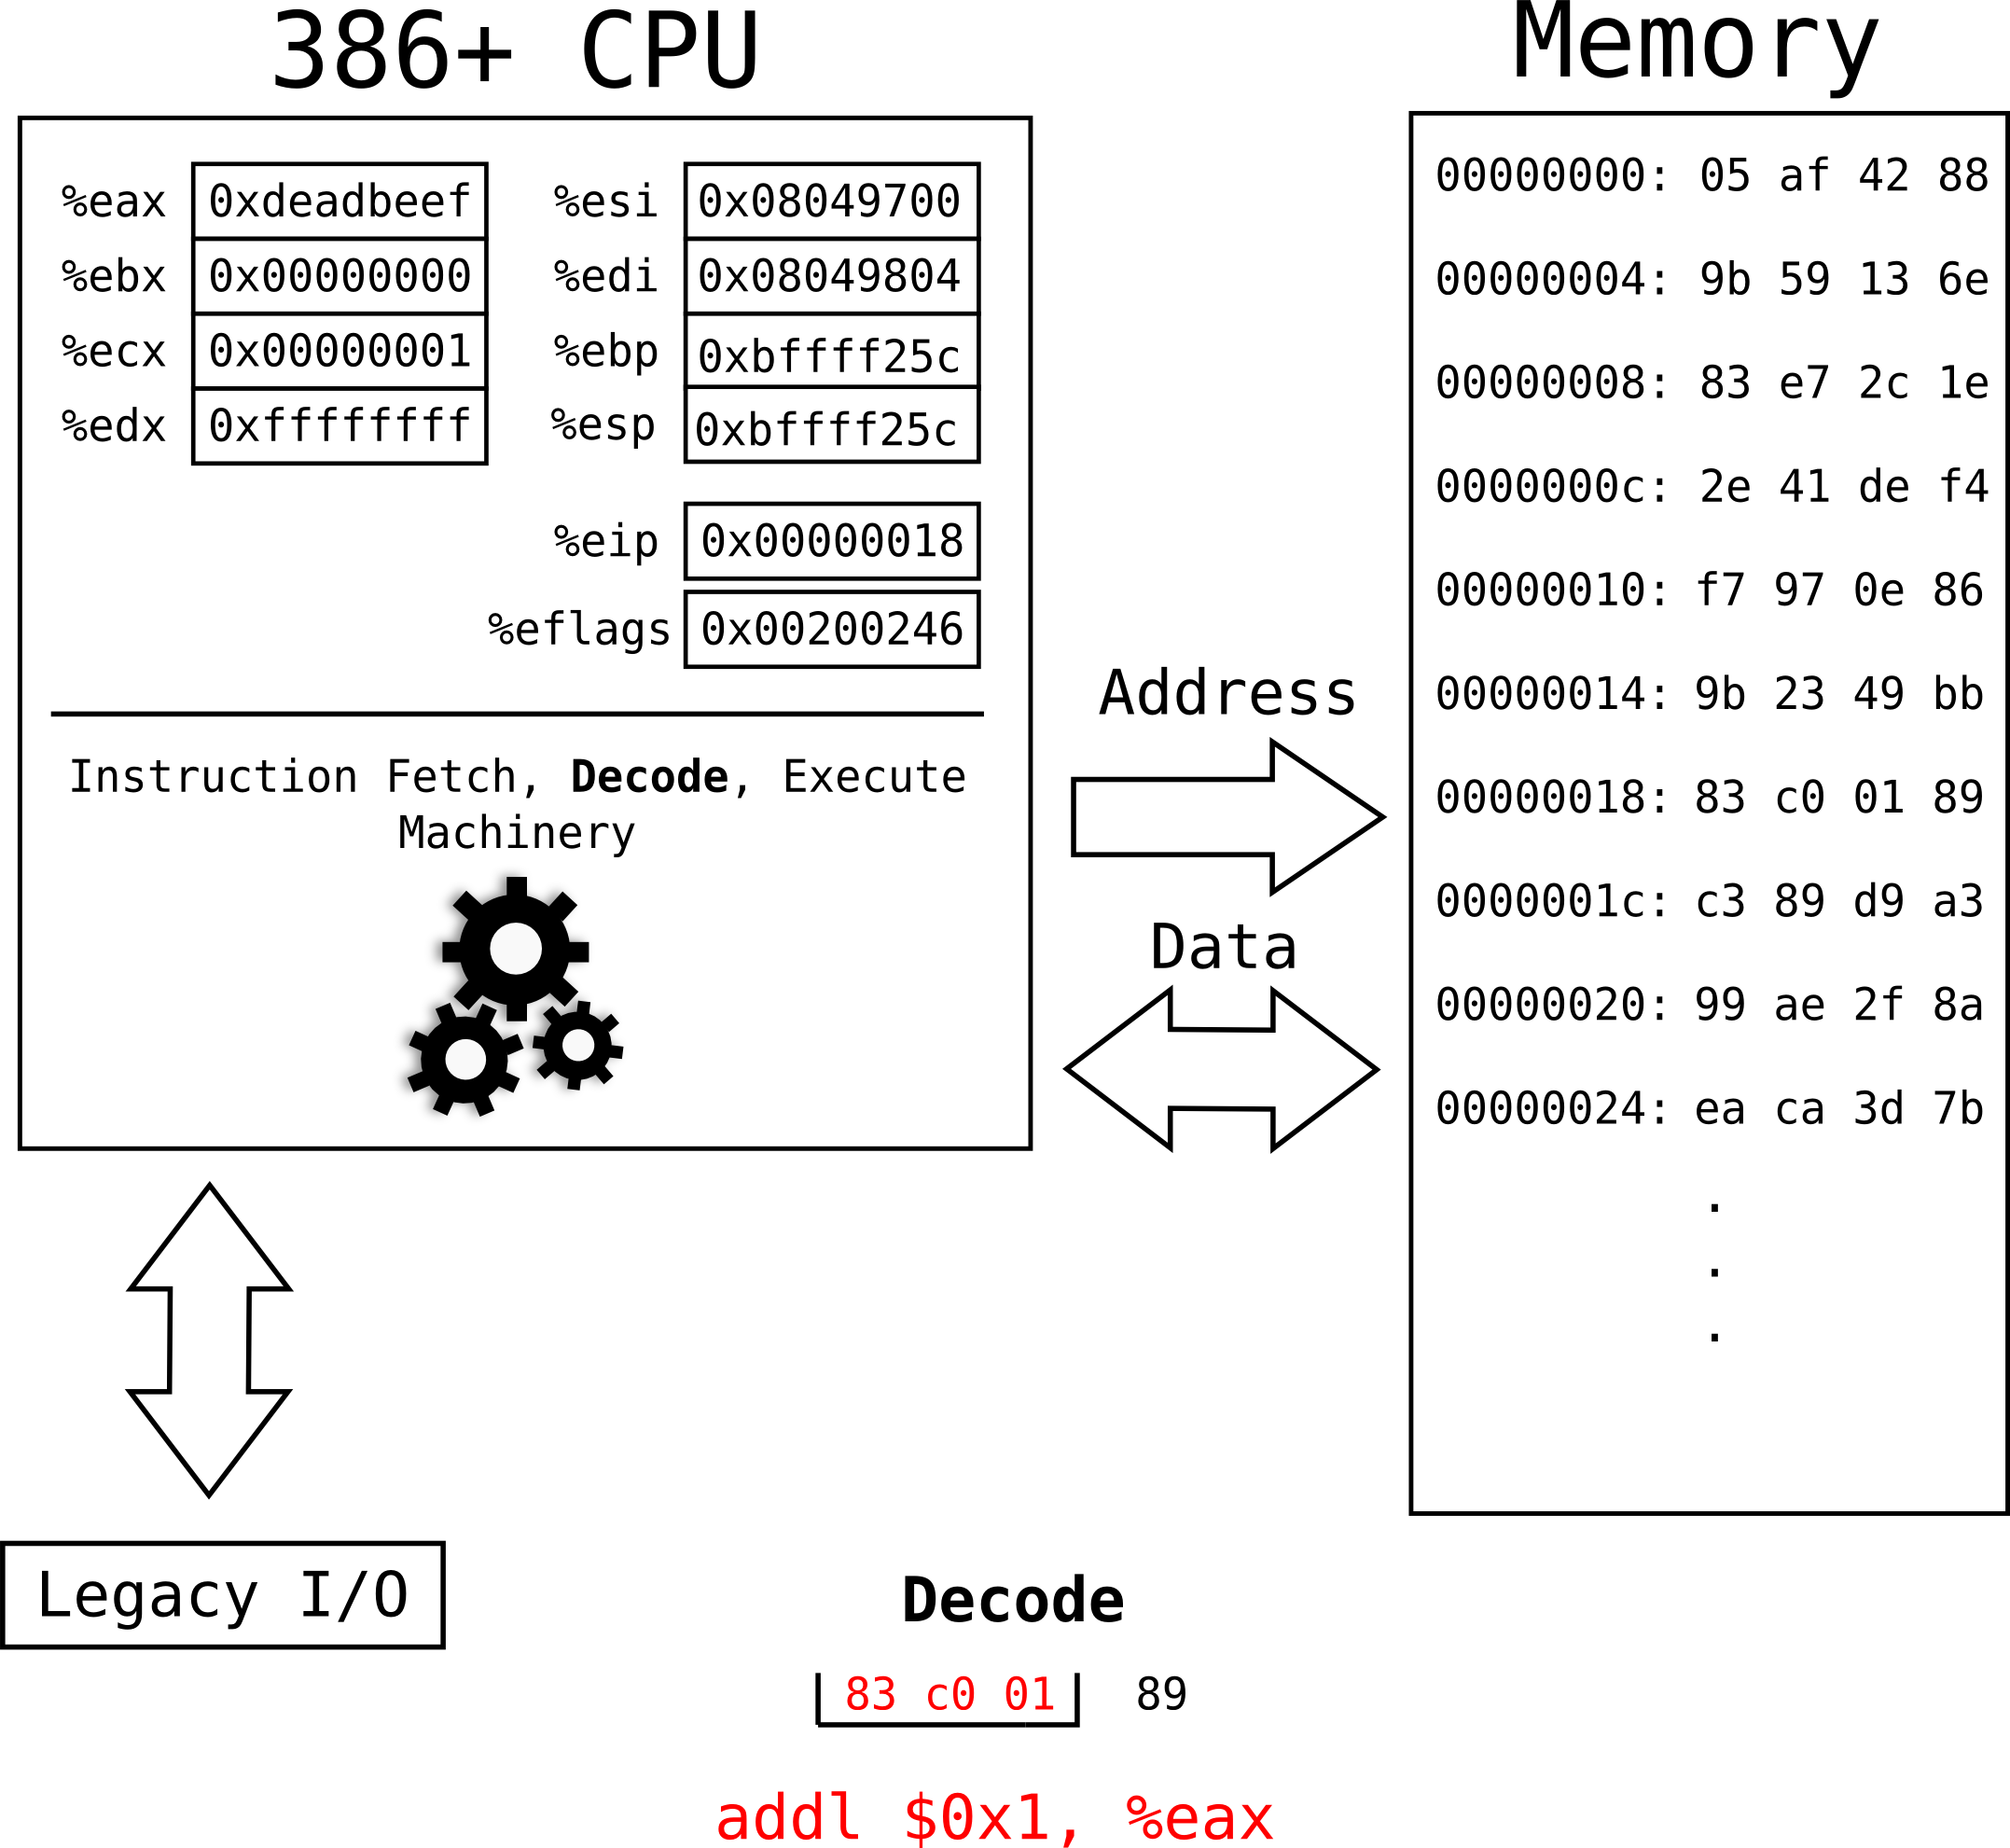 386+ CPU
%eax 0xdeadbeef %esi 0x08049700
%ebx 0x00000000 %edi 0x08049804
%ecx 0x00000001 %ebp 0xbffff25c
%edx 0xffffffff %esp 0xbffff25c
%eip 0x00000018
%eflags 0x00200246
Instruction Fetch, Decode, Execute
Machinery
Address
Data
Memory
00000000: 05 af 42 88
00000004: 9b 59 13 6e
00000008: 83 e7 2c 1e
0000000c: 2e 41 de f4
00000010: f7 97 0e 86
00000014: 9b 23 49 bb
00000018: 83 c0 01 89
0000001c: c3 89 d9 a3
00000020: 99 ae 2f 8a
00000024: ea ca 3d 7b
.
.
.
Legacy I/O
Decode
83 c0 01 89
addl $0x1, %eax